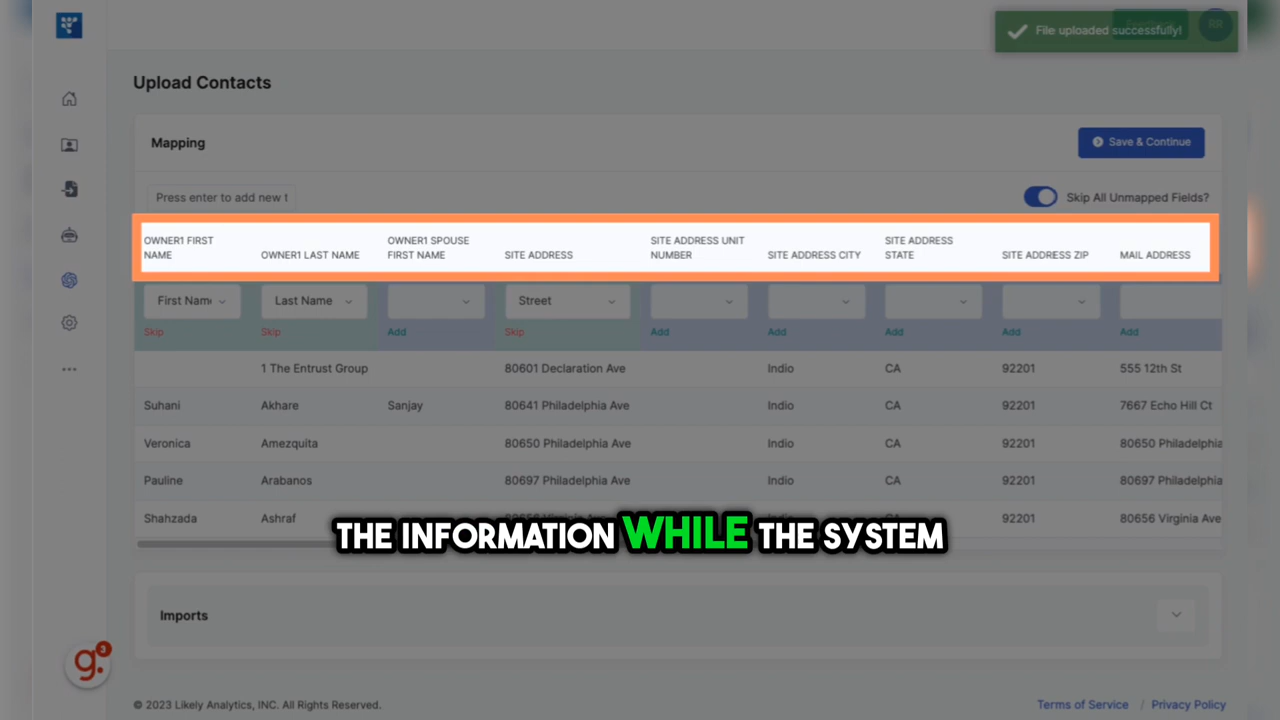 File uploaded successfully!
RR
Upload Contacts
Mapping
Save & Continue
Press enter to add new t
Skip All Unmapped Fields?
OWNER1 FIRST NAME
OWNER1 LAST NAME
OWNER1 SPOUSE FIRST NAME
SITE ADDRESS
SITE ADDRESS UNIT NUMBER
SITE ADDRESS CITY
SITE ADDRESS STATE
SITE ADDRESS ZIP
MAIL ADDRESS
First Name Last Name Street
Skip Skip Add Skip Add Add Add Add Add
1 The Entrust Group 80601 Declaration Ave Indio CA 92201 555 12th St
Suhani Akhare Sanjay 80641 Philadelphia Ave Indio CA 92201 7667 Echo Hill Ct
Veronica Amezquita 80650 Philadelphia Ave Indio CA 92201 80650 Philadelphia
Pauline Arabanos 80697 Philadelphia Ave Indio CA 92201 80697 Philadelphia
Shahzada Ashraf CA 92201 80656 Virginia Ave
THE INFORMATION WHILE THE SYSTEM
Imports
g. 3
© 2023 Likely Analytics, INC. All Rights Reserved.
Terms of Service / Privacy Policy